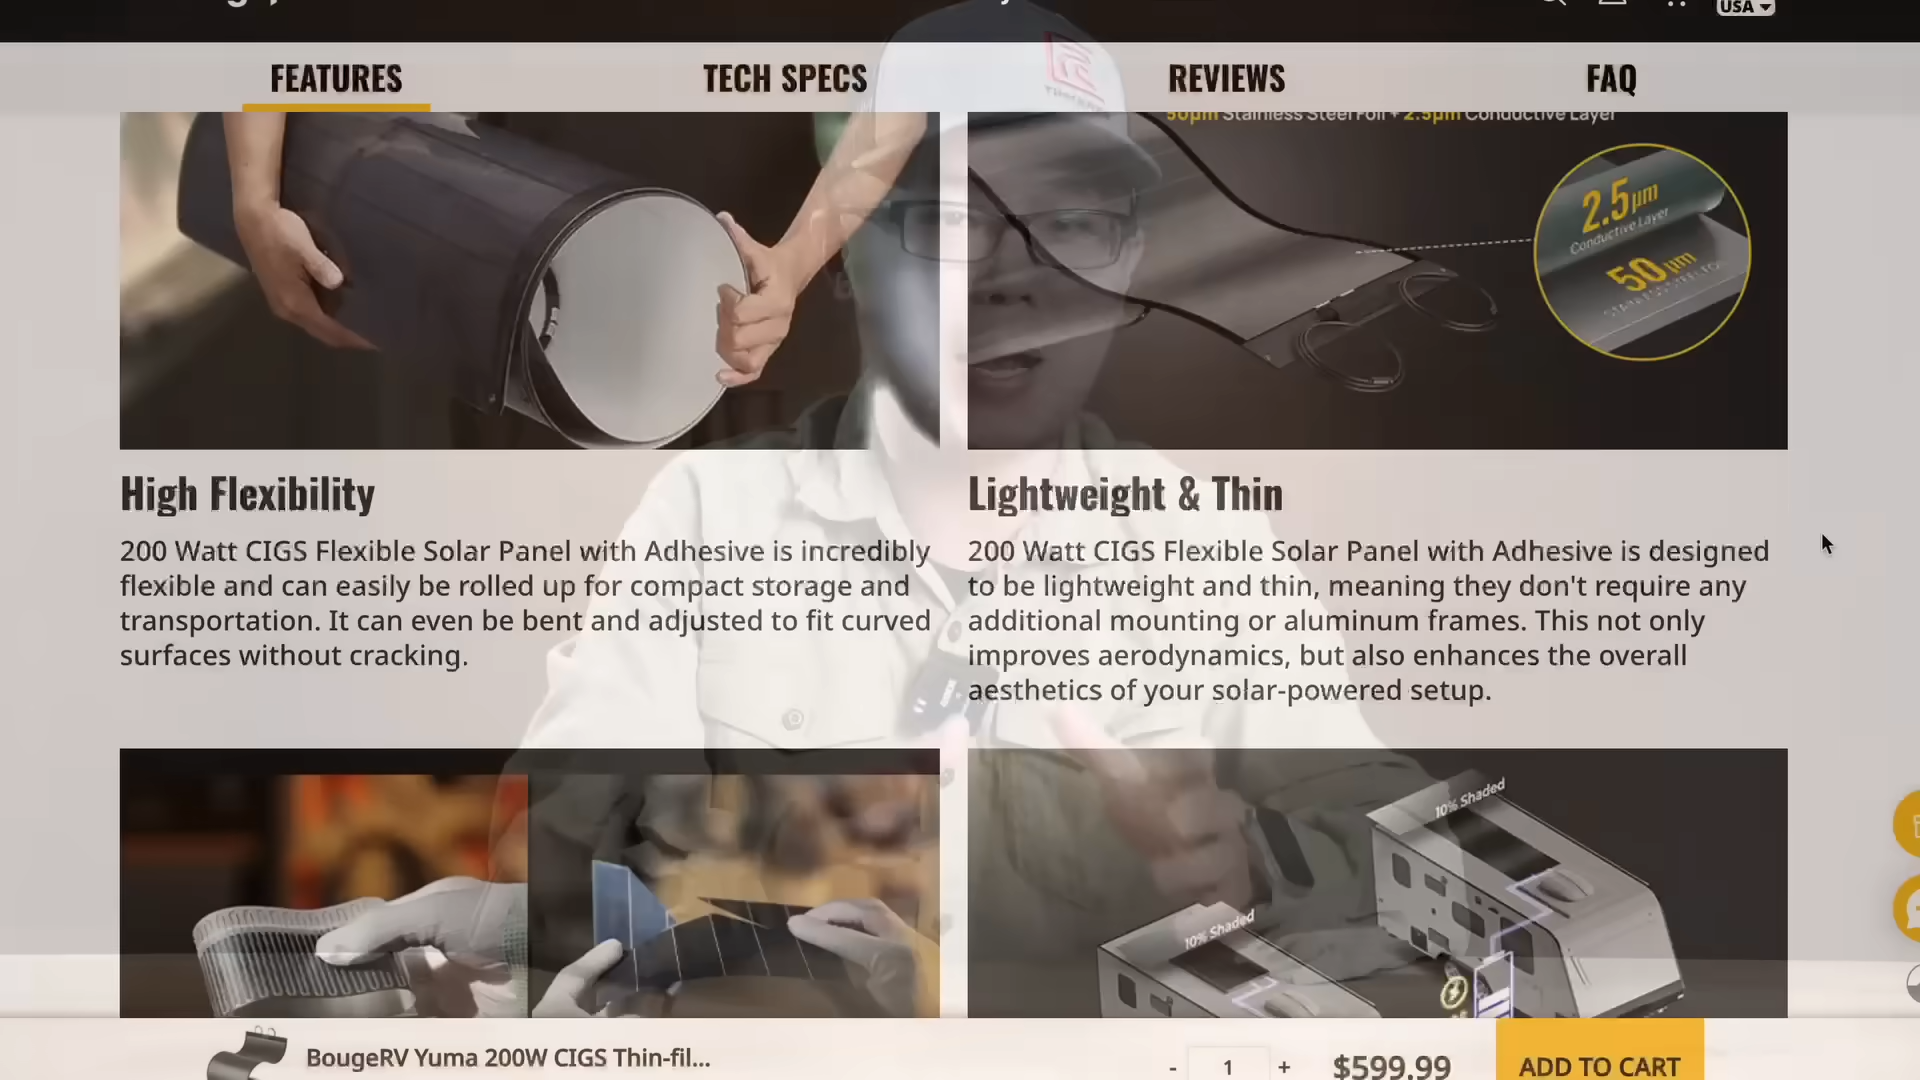 USA
FEATURES
TECH SPECS
REVIEWS
FAQ
50μm Stainless Steel Foil + 2.5μm Conductive Layer
2.5μm
Conductive Layer
50μm
High Flexibility
200 Watt CIGS Flexible Solar Panel with Adhesive is incredibly
flexible and can easily be rolled up for compact storage and
transportation. It can even be bent and adjusted to fit curved
surfaces without cracking.
Lightweight & Thin
200 Watt CIGS Flexible Solar Panel with Adhesive is designed
to be lightweight and thin, meaning they don't require any
additional mounting or aluminum frames. This not only
improves aerodynamics, but also enhances the overall
aesthetics of your solar-powered setup.
10% Shaded
10% Shaded
BougeRV Yuma 200W CIGS Thin-fil...
- 1 +
$599.99
ADD TO CART